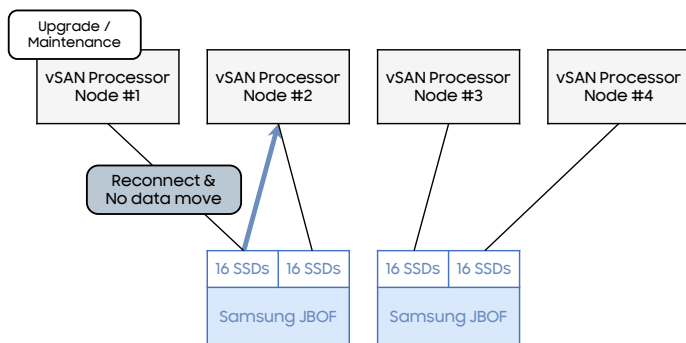 Upgrade /
Maintenance
vSAN Processor
Node #1
vSAN Processor
Node #2
vSAN Processor
Node #3
vSAN Processor
Node #4
Reconnect &
No data move
16 SSDs
16 SSDs
16 SSDs
16 SSDs
Samsung JBOF
Samsung JBOF